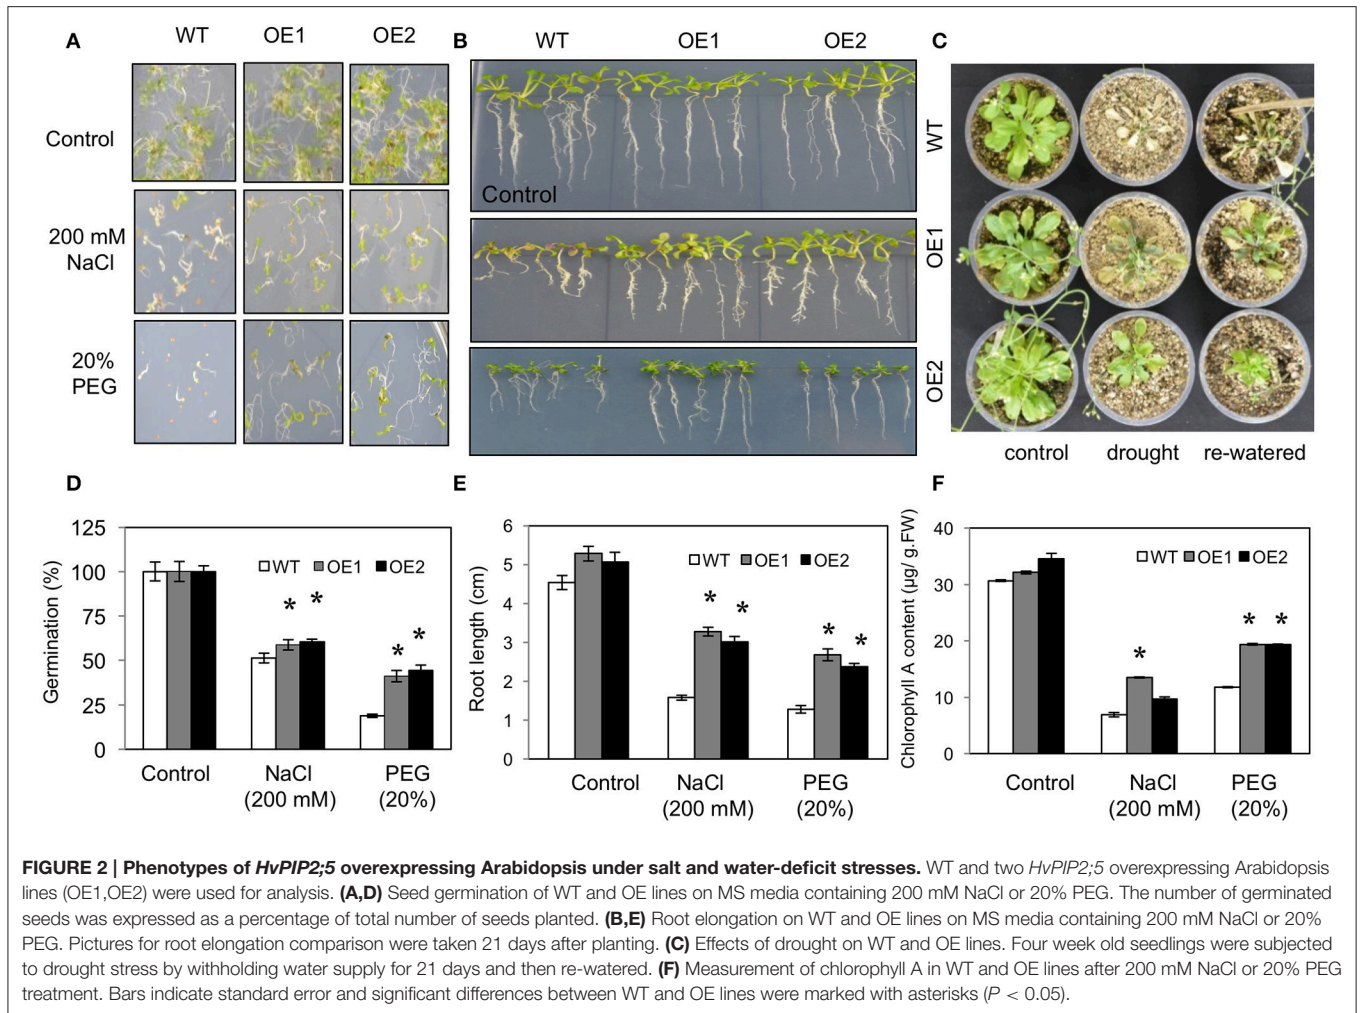 A
WT OE1 OE2
Control
200 mM
NaCl
20%
PEG
B
WT OE1 OE2
Control
C
WT
OE1
OE2
control drought re-watered
D
Germination (%)
125
100
75
50
25
0
WT OE1 OE2
* *
* *
Control NaCl PEG
(200 mM) (20%)
E
Root length (cm)
6
5
4
3
2
1
0
WT OE1 OE2
* *
* *
Control NaCl PEG
(200 mM) (20%)
F
Chlorophyll A content (µg/ g.FW)
40
30
20
10
0
WT OE1 OE2
*
* *
Control NaCl PEG
(200 mM) (20%)
FIGURE 2 | Phenotypes of HvPIP2;5 overexpressing Arabidopsis under salt and water-deficit stresses. WT and two HvPIP2;5 overexpressing Arabidopsis
lines (OE1,OE2) were used for analysis. (A,D) Seed germination of WT and OE lines on MS media containing 200 mM NaCl or 20% PEG. The number of germinated
seeds was expressed as a percentage of total number of seeds planted. (B,E) Root elongation on WT and OE lines on MS media containing 200 mM NaCl or 20%
PEG. Pictures for root elongation comparison were taken 21 days after planting. (C) Effects of drought on WT and OE lines. Four week old seedlings were subjected
to drought stress by withholding water supply for 21 days and then re-watered. (F) Measurement of chlorophyll A in WT and OE lines after 200 mM NaCl or 20% PEG
treatment. Bars indicate standard error and significant differences between WT and OE lines were marked with asterisks (P < 0.05).